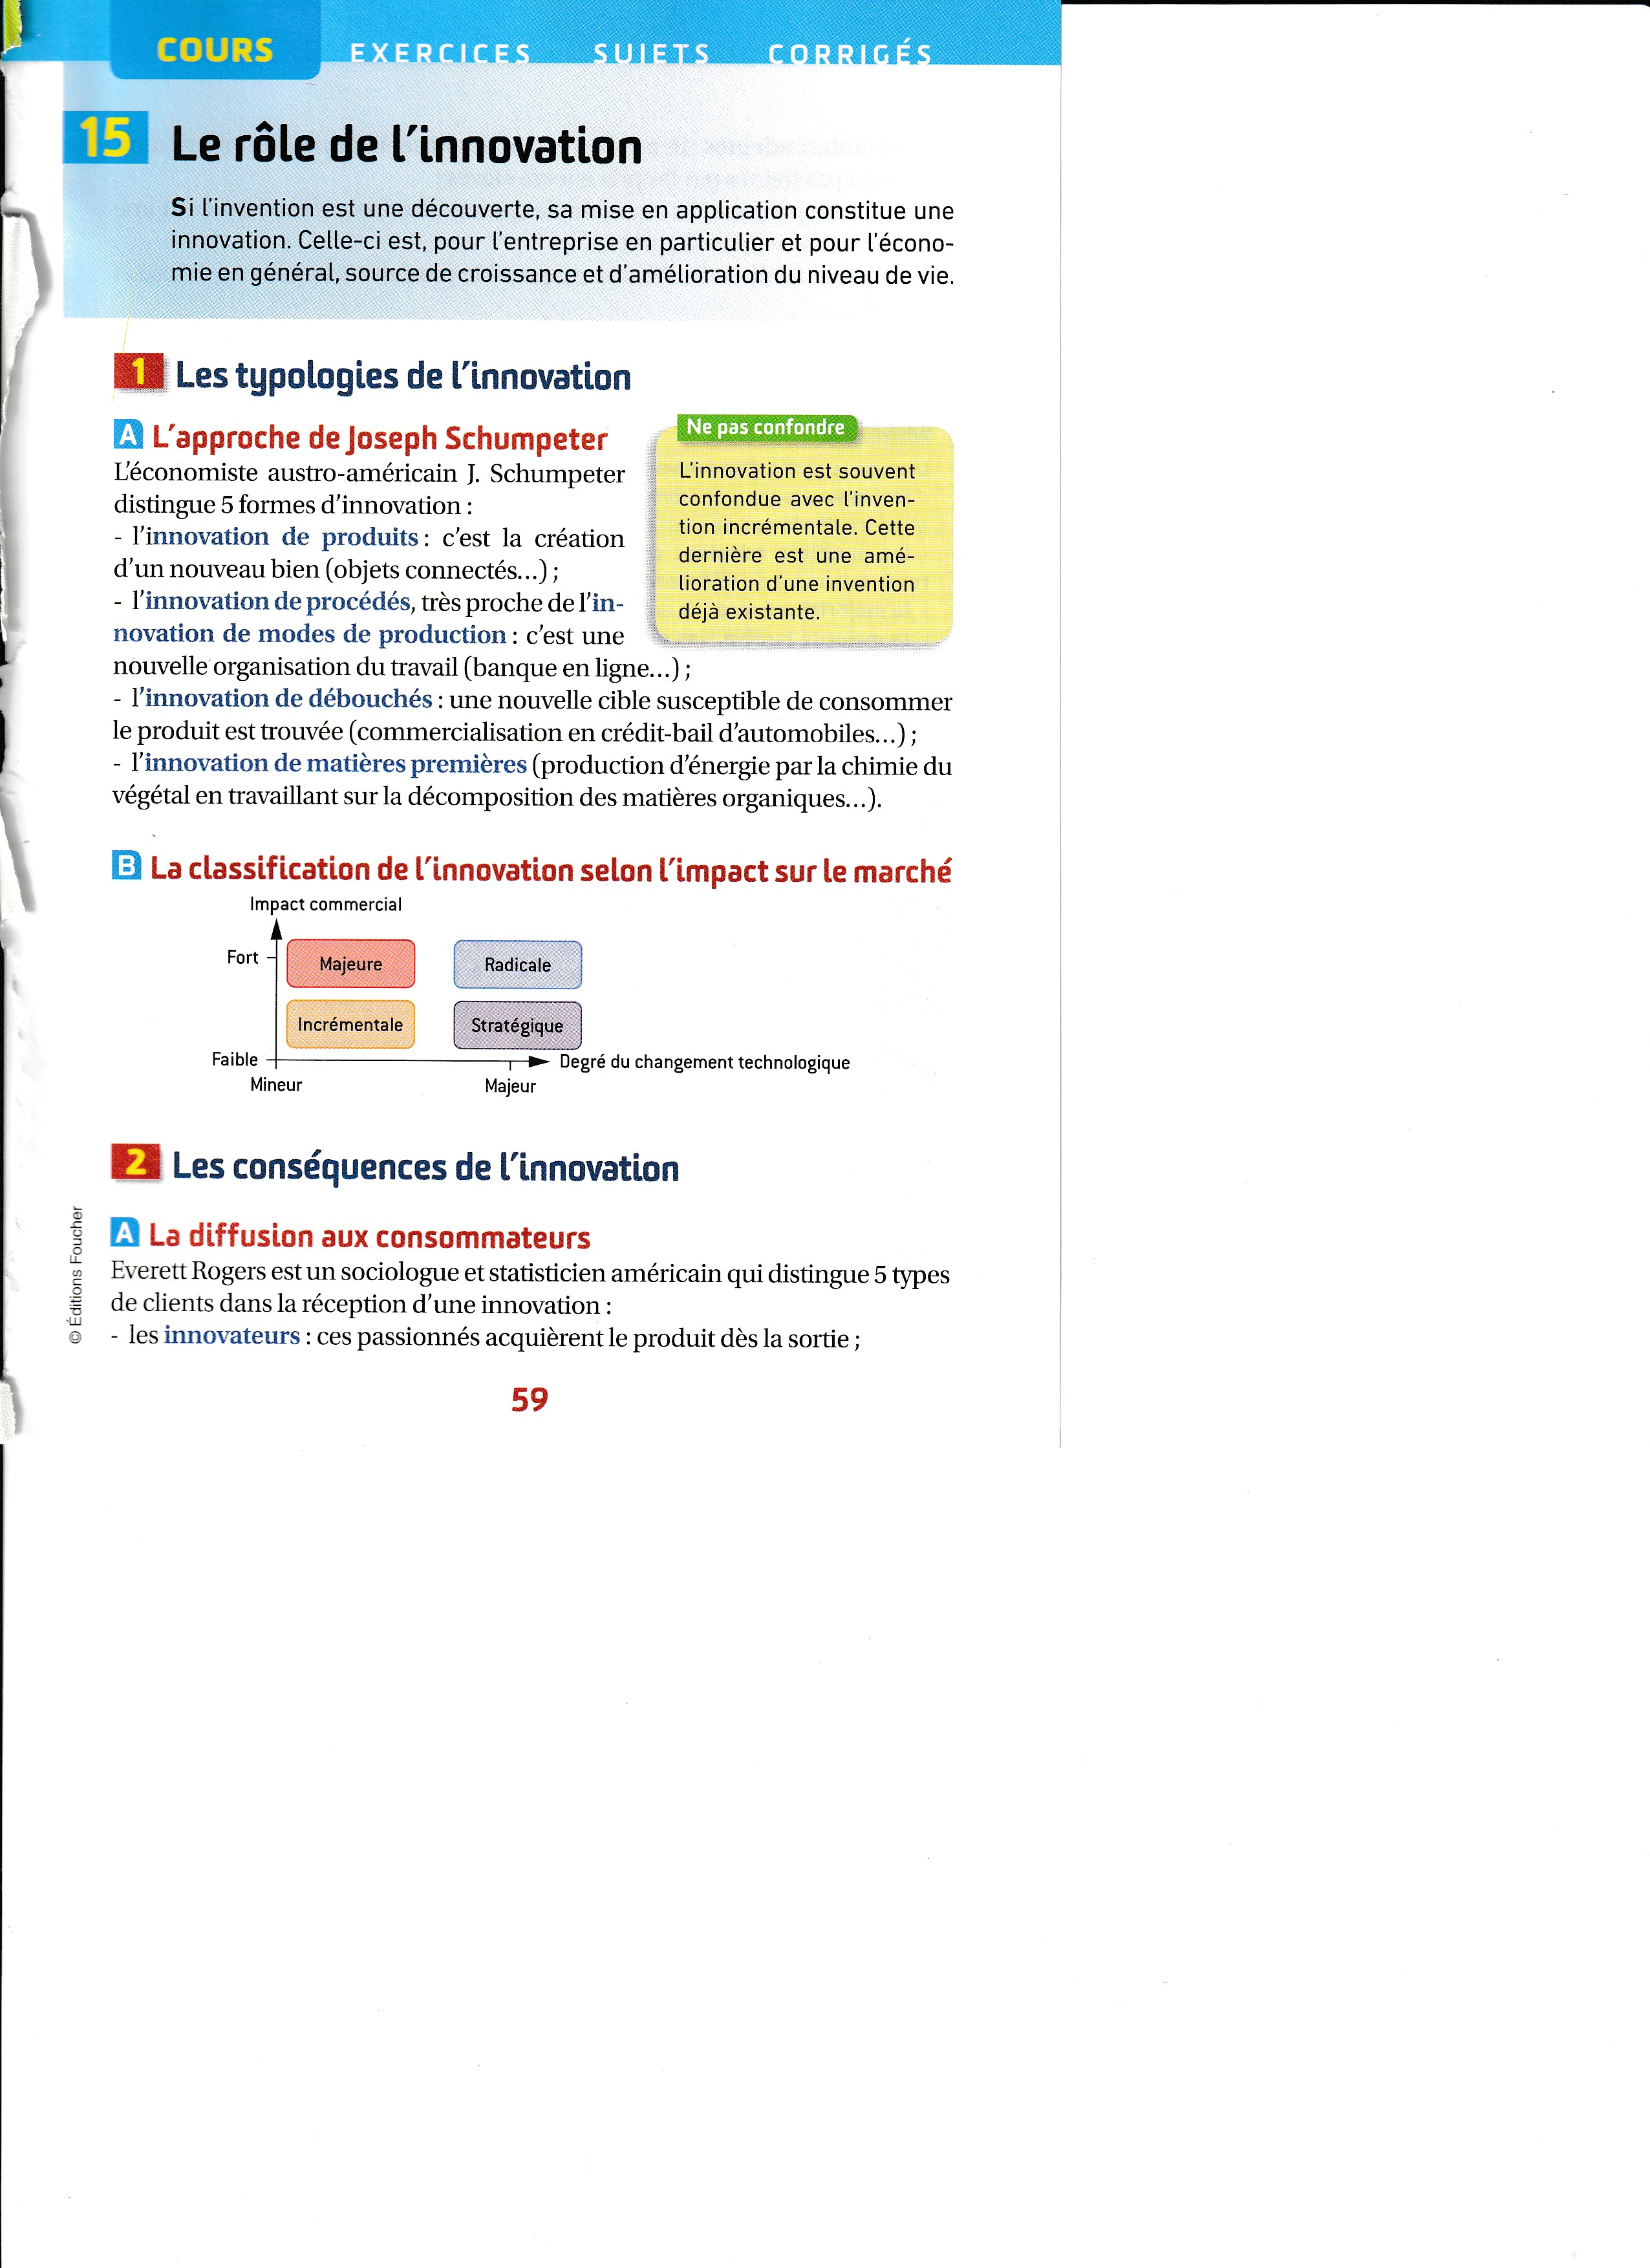 COURS EXERCICES SUJETS CORRIGÉS
15 Le rôle de l'innovation
Si l'invention est une découverte, sa mise en application constitue une
innovation. Celle-ci est, pour l'entreprise en particulier et pour l'écono-
mie en général, source de croissance et d'amélioration du niveau de vie.
1 Les typologies de l'innovation
A L'approche de Joseph Schumpeter
L'économiste austro-américain J. Schumpeter
distingue 5 formes d'innovation :
- l'innovation de produits : c'est la création
d'un nouveau bien (objets connectés...) ;
- l'innovation de procédés, très proche de l'in-
novation de modes de production : c'est une
nouvelle organisation du travail (banque en ligne...) ;
- l'innovation de débouchés : une nouvelle cible susceptible de consommer
le produit est trouvée (commercialisation en crédit-bail d'automobiles...) ;
- l'innovation de matières premières (production d'énergie par la chimie du
végétal en travaillant sur la décomposition des matières organiques...).
Ne pas confondre
L'innovation est souvent
confondue avec l'inven-
tion incrémentale. Cette
dernière est une amé-
lioration d'une invention
déjà existante.
B La classification de l'innovation selon l'impact sur le marché
Impact commercial
Fort
Majeure
Radicale
Incrémentale
Stratégique
Faible
Degré du changement technologique
Mineur
Majeur
2 Les conséquences de l'innovation
A La diffusion aux consommateurs
Everett Rogers est un sociologue et statisticien américain qui distingue 5 types
de clients dans la réception d'une innovation :
- les innovateurs : ces passionnés acquièrent le produit dès la sortie ;
© Éditions Foucher
59